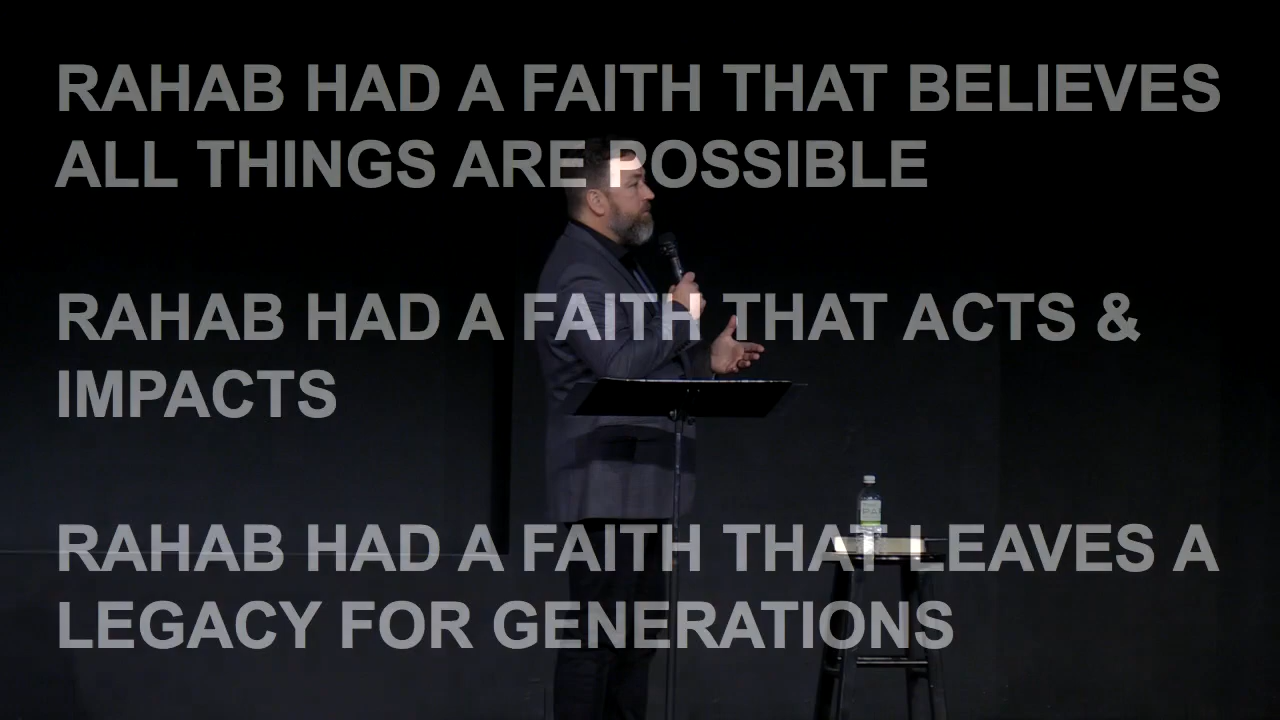 RAHAB HAD A FAITH THAT BELIEVES
ALL THINGS ARE POSSIBLE
RAHAB HAD A FAITH THAT ACTS &
IMPACTS
RAHAB HAD A FAITH THAT LEAVES A
LEGACY FOR GENERATIONS